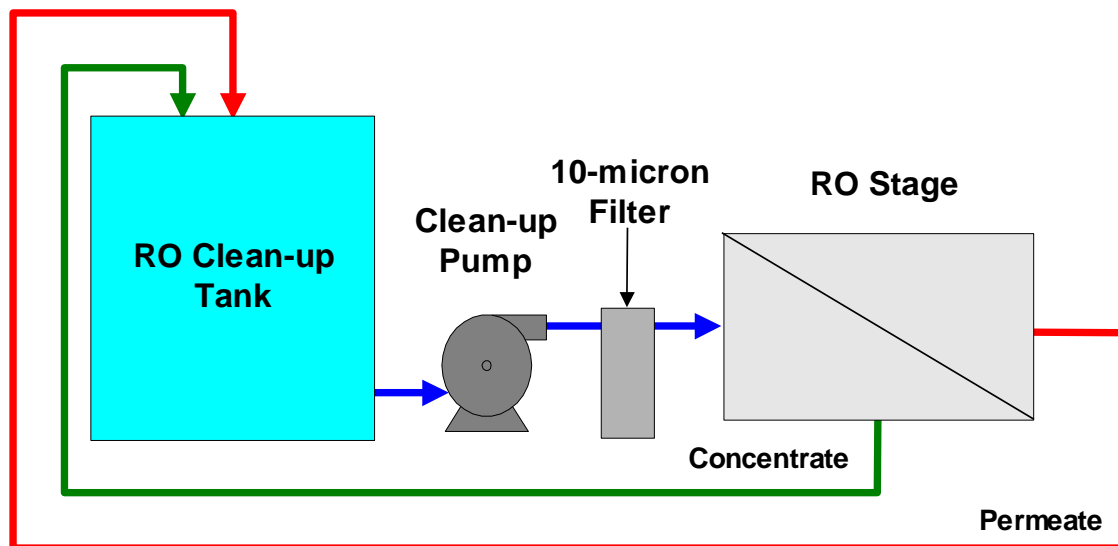 RO Clean-up
Tank
Clean-up
Pump
10-micron
Filter
RO Stage
Concentrate
Permeate